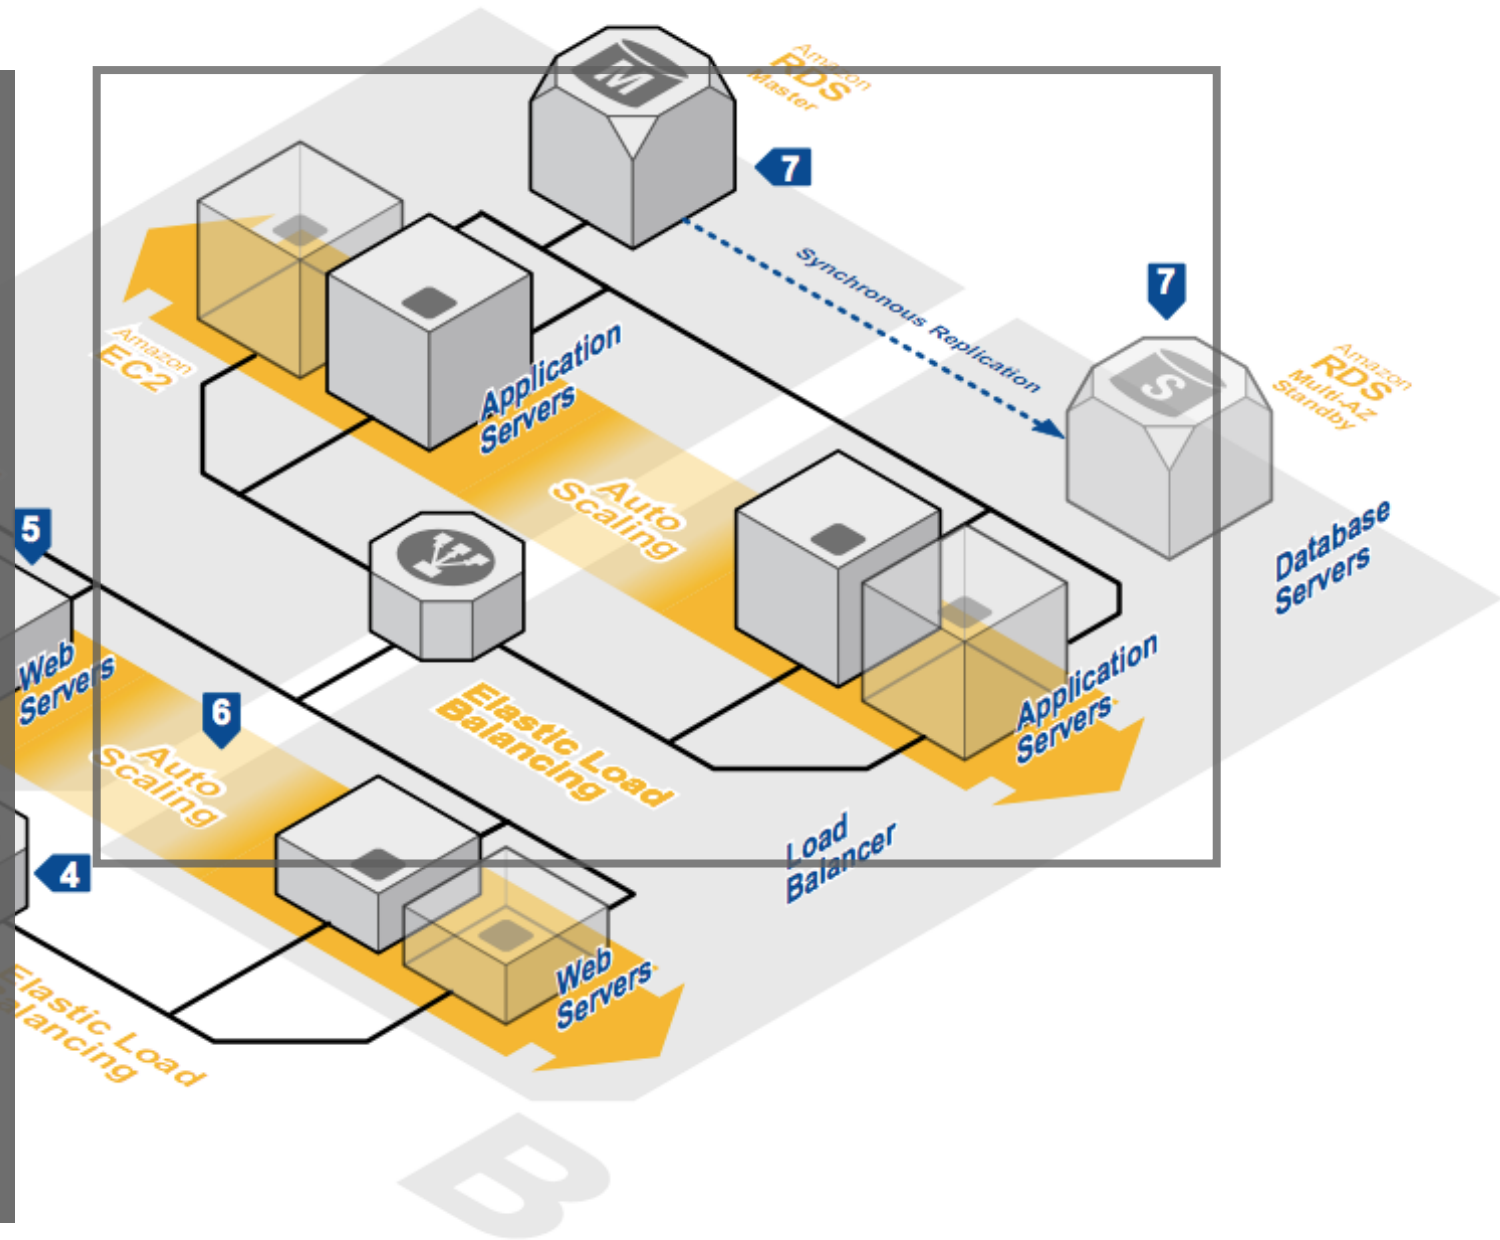 Amazon
RDS
Master
M
7
Synchronous Replication
7
Amazon
EC2
Application
Servers
S
Amazon
RDS
Multi-AZ
Standby
Auto
Scaling
Database
Servers
5
Web
Servers
6
Auto
Scaling
Elastic Load
Balancing
Application
Servers
Load
Balancer
4
Web
Servers
Elastic Load
alancing
B